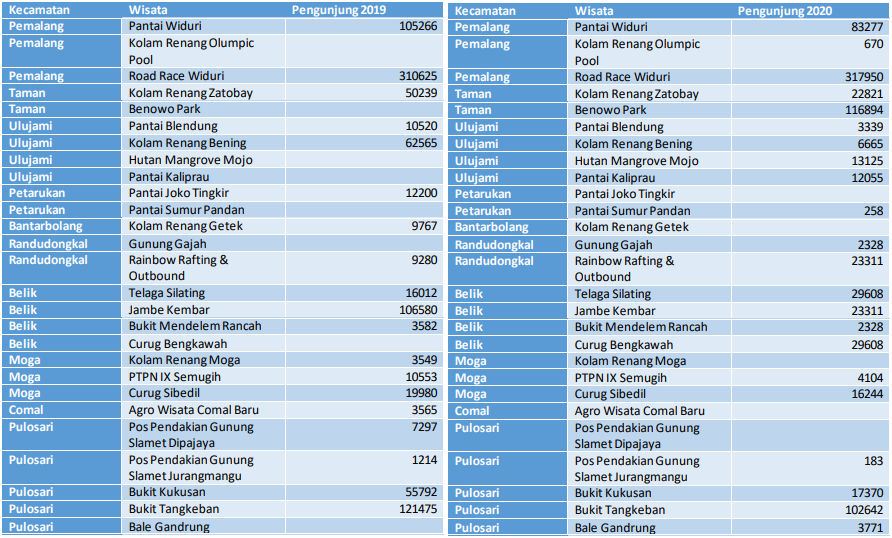 Kecamatan Wisata Pengunjung 2019
Pemalang Pantai Widuri 105266
Pemalang Kolam Renang Olumpic
Pool
Pemalang Road Race Widuri 310625
Taman Kolam Renang Zatobay 50239
Taman Benowo Park
Ulujami Pantai Blendung 10520
Ulujami Kolam Renang Bening 62565
Ulujami Hutan Mangrove Mojo
Ulujami Pantai Kaliprau
Petarukan Pantai Joko Tingkir 12200
Petarukan Pantai Sumur Pandan
Bantarbolang Kolam Renang Getek 9767
Randudongkal Gunung Gajah
Randudongkal Rainbow Rafting & 9280
Outbound
Belik Telaga Silating 16012
Belik Jambe Kembar 106580
Belik Bukit Mendelem Rancah 3582
Belik Curug Bengkawah
Moga Kolam Renang Moga 3549
Moga PTPN IX Semugih 10553
Moga Curug Sibedil 19980
Comal Agro Wisata Comal Baru 3565
Pulosari Pos Pendakian Gunung 7297
Slamet Dipajaya
Pulosari Pos Pendakian Gunung 1214
Slamet Jurangmangu
Pulosari Bukit Kukusan 55792
Pulosari Bukit Tangkeban 121475
Pulosari Bale Gandrung
Kecamatan Wisata Pengunjung 2020
Pemalang Pantai Widuri 83277
Pemalang Kolam Renang Olumpic 670
Pool
Pemalang Road Race Widuri 317950
Taman Kolam Renang Zatobay 22821
Taman Benowo Park 116894
Ulujami Pantai Blendung 3339
Ulujami Kolam Renang Bening 6665
Ulujami Hutan Mangrove Mojo 13125
Ulujami Pantai Kaliprau 12055
Petarukan Pantai Joko Tingkir
Petarukan Pantai Sumur Pandan 258
Bantarbolang Kolam Renang Getek
Randudongkal Gunung Gajah 2328
Randudongkal Rainbow Rafting & 23311
Outbound
Belik Telaga Silating 29608
Belik Jambe Kembar 23311
Belik Bukit Mendelem Rancah 2328
Belik Curug Bengkawah 29608
Moga Kolam Renang Moga
Moga PTPN IX Semugih 4104
Moga Curug Sibedil 16244
Comal Agro Wisata Comal Baru
Pulosari Pos Pendakian Gunung
Slamet Dipajaya
Pulosari Pos Pendakian Gunung 183
Slamet Jurangmangu
Pulosari Bukit Kukusan 17370
Pulosari Bukit Tangkeban 102642
Pulosari Bale Gandrung 3771